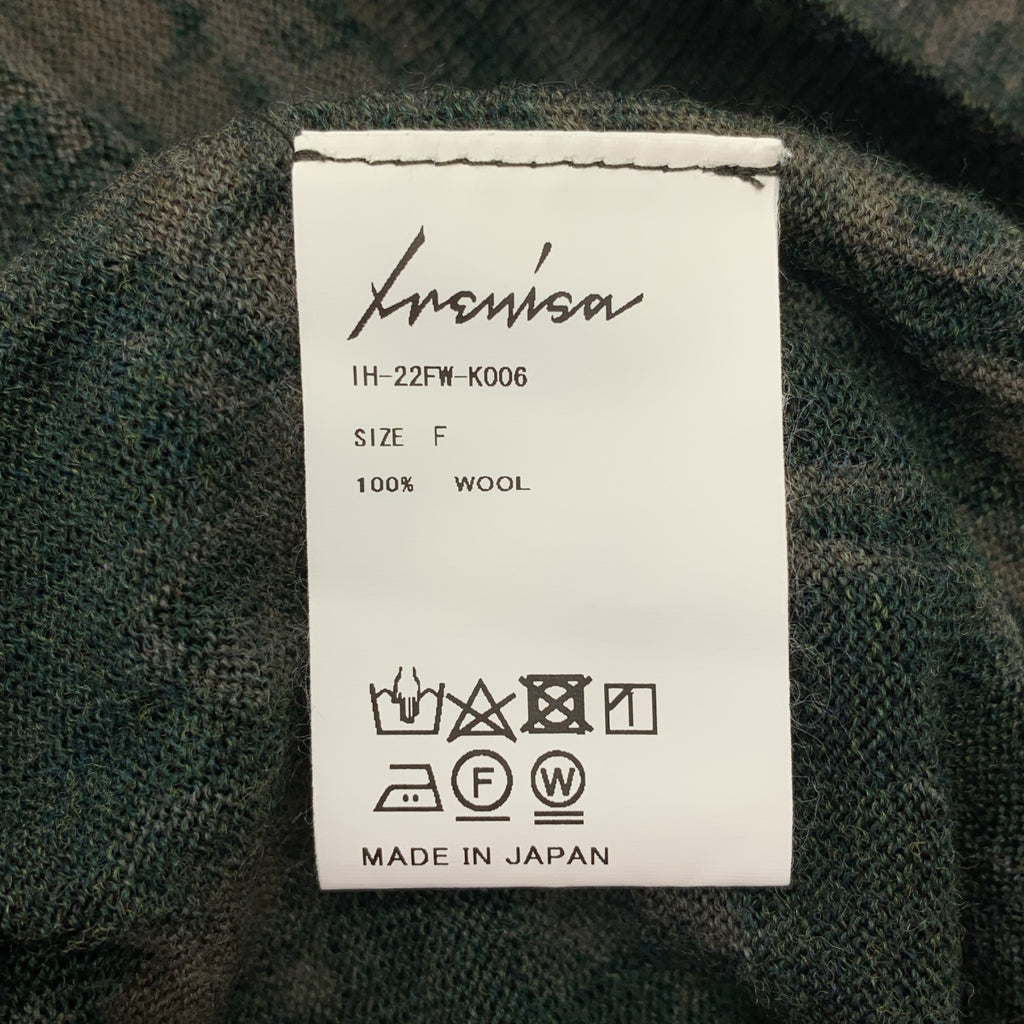 Irenisa
IH-22FW-K006
SIZE F
100% WOOL
F W
MADE IN JAPAN